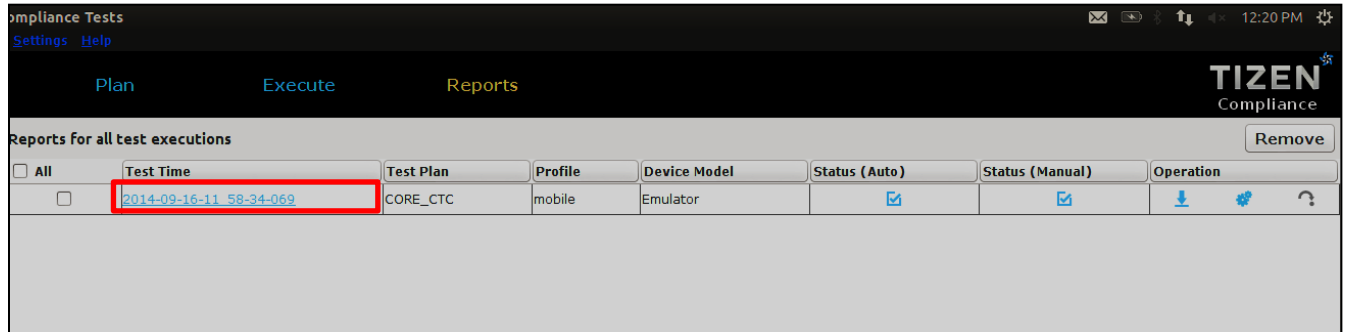 ompliance Tests 12:20 PM
Settings Help
Plan Execute Reports TIZEN
Compliance
Reports for all test executions Remove
All Test Time Test Plan Profile Device Model Status (Auto) Status (Manual) Operation
2014-09-16-11_58-34-069 CORE_CTC mobile Emulator